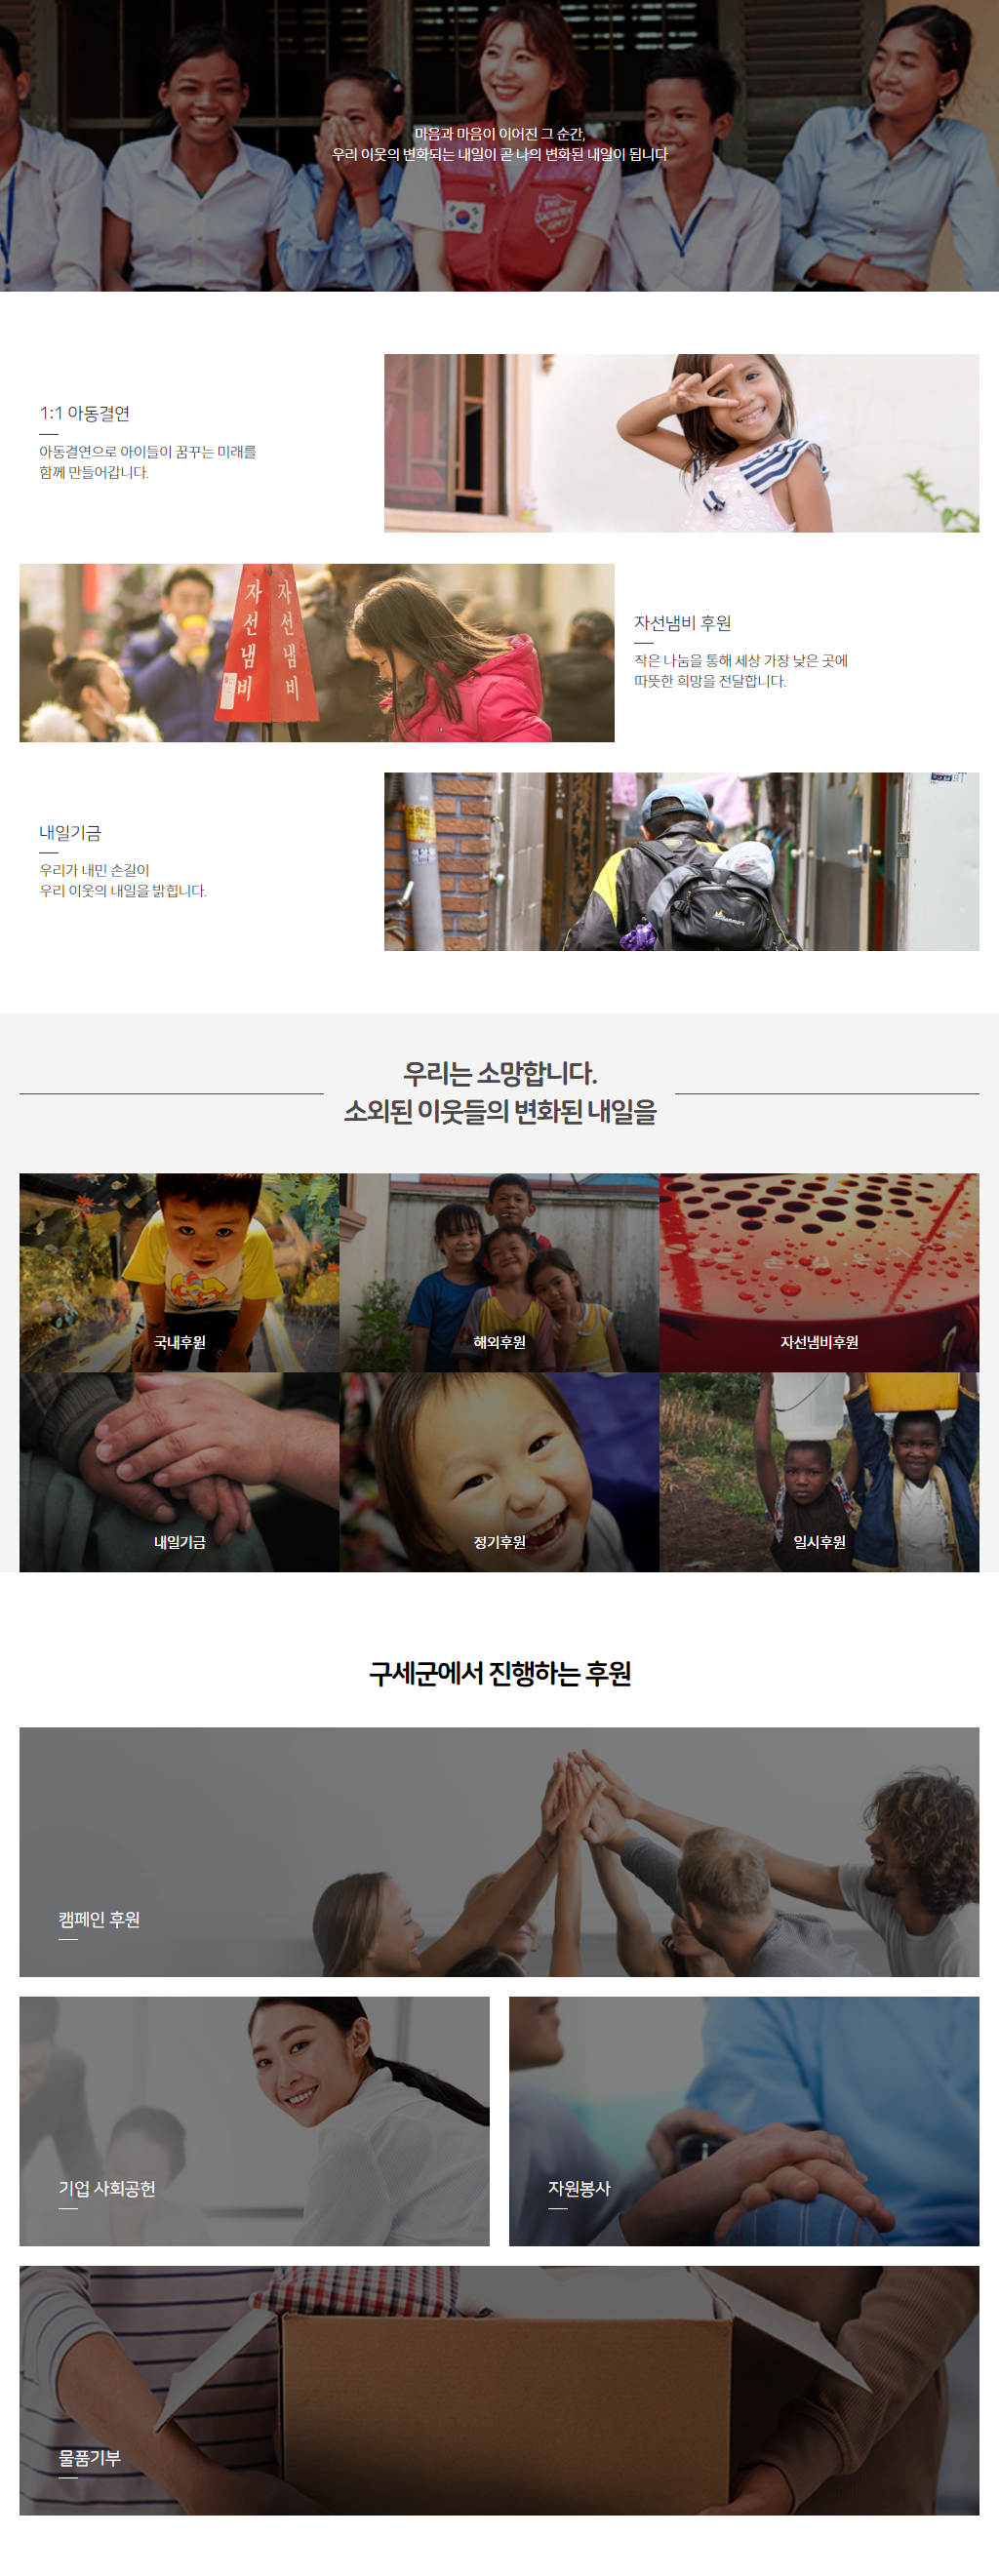 마음과 마음이 이어진 그 순간,
우리 이웃의 변화되는 내일이 곧 나의 변화된 내일이 됩니다
THE
SALVATION
ARMY
1:1 아동결연
아동결연으로 아이들이 꿈꾸는 미래를
함께 만들어갑니다.
자선냄비
자선냄비
자선냄비 후원
작은 나눔을 통해 세상 가장 낮은 곳에
따뜻한 희망을 전달합니다.
내일기금
우리가 내민 손길이
우리 이웃의 내일을 밝힙니다.
우리는 소망합니다.
소외된 이웃들의 변화된 내일을
국내후원
해외후원
자선냄비후원
내일기금
정기후원
일시후원
구세군에서 진행하는 후원
캠페인 후원
기업 사회공헌
자원봉사
물품기부